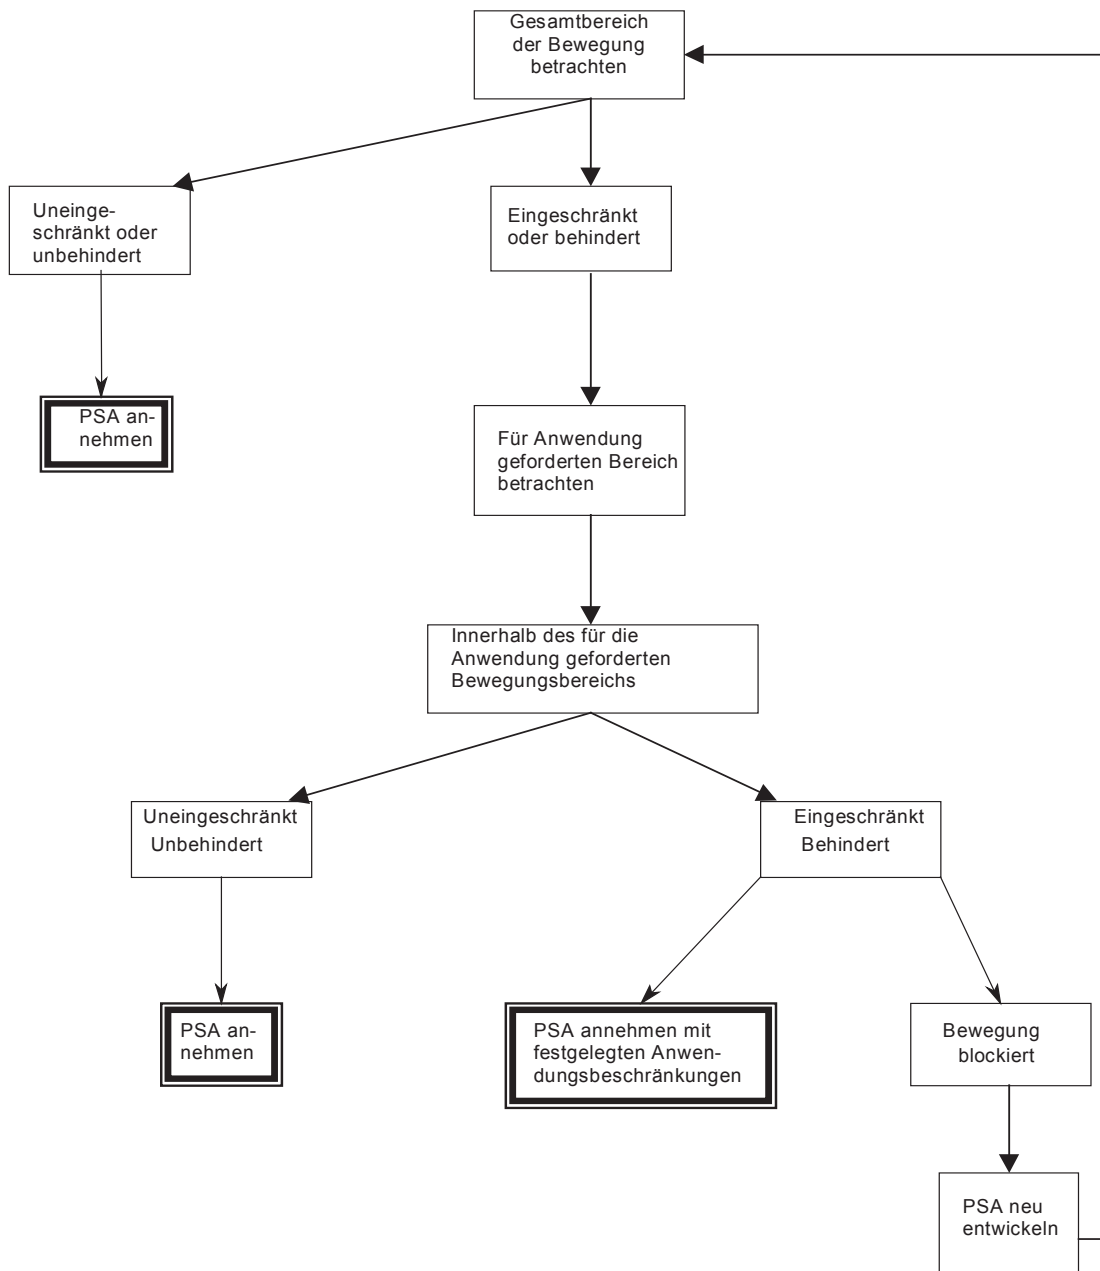 Gesamtbereich
der Bewegung
betrachten
Uneinge-
schränkt oder
unbehindert
Eingeschränkt
oder behindert
PSA an-
nehmen
Für Anwendung
geforderten Bereich
betrachten
Innerhalb des für die
Anwendung geforderten
Bewegungsbereichs
Uneingeschränkt
Unbehindert
Eingeschränkt
Behindert
PSA an-
nehmen
PSA annehmen mit
festgelegten Anwen-
dungsbeschränkungen
Bewegung
blockiert
PSA neu
entwickeln